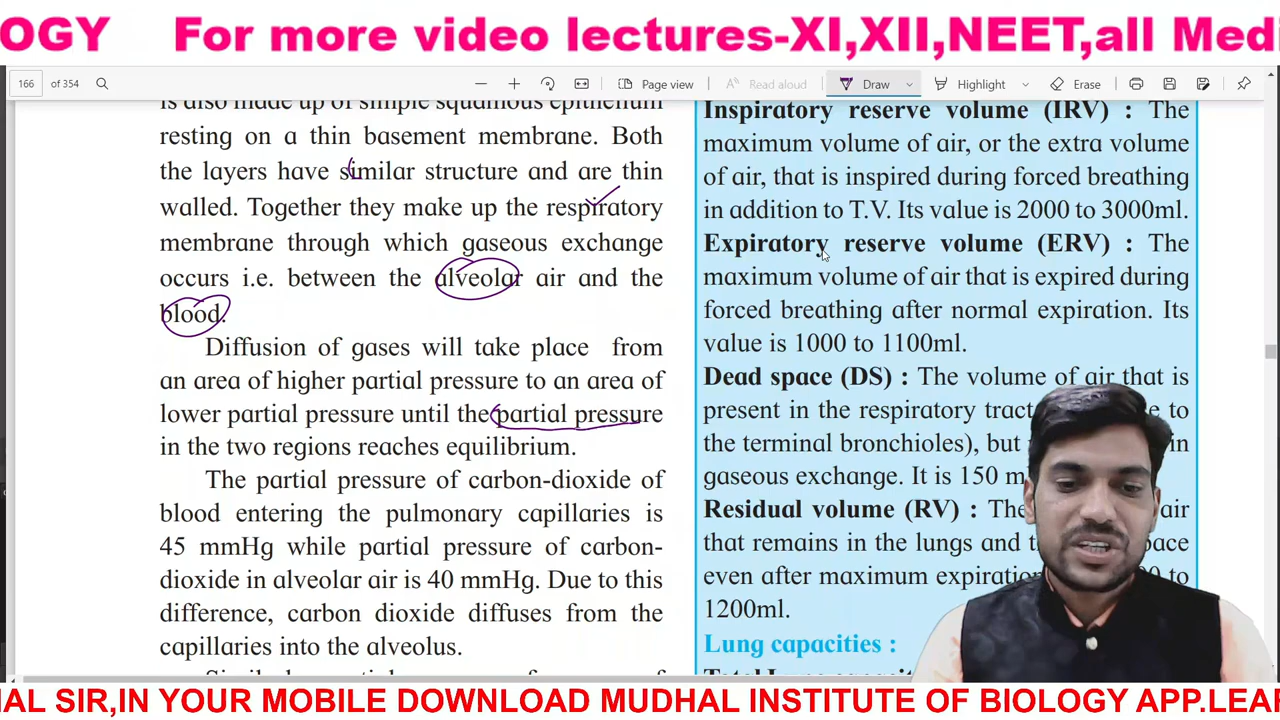 OLOGY For more video lectures-XI,XII,NEET,all Medi
166 of 354
Page view
Read aloud
Draw
Highlight
Erase
is also made up of simple squamous epithelium
resting on a thin basement membrane. Both
the layers have similar structure and are thin
walled. Together they make up the respiratory
membrane through which gaseous exchange
occurs i.e. between the alveolar air and the
blood.
Diffusion of gases will take place from
an area of higher partial pressure to an area of
lower partial pressure until the partial pressure
in the two regions reaches equilibrium.
The partial pressure of carbon-dioxide of
blood entering the pulmonary capillaries is
45 mmHg while partial pressure of carbon-
dioxide in alveolar air is 40 mmHg. Due to this
difference, carbon dioxide diffuses from the
capillaries into the alveolus.
Inspiratory reserve volume (IRV) : The
maximum volume of air, or the extra volume
of air, that is inspired during forced breathing
in addition to T.V. Its value is 2000 to 3000ml.
Expiratory reserve volume (ERV) : The
maximum volume of air that is expired during
forced breathing after normal expiration. Its
value is 1000 to 1100ml.
Dead space (DS) : The volume of air that is
present in the respiratory tract e to
the terminal bronchioles), but in
gaseous exchange. It is 150 m
Residual volume (RV) : The air
that remains in the lungs and t pace
even after maximum expiration to
1200ml.
Lung capacities :
HAL SIR,IN YOUR MOBILE DOWNLOAD MUDHAL INSTITUTE OF BIOLOGY APP.LEAR